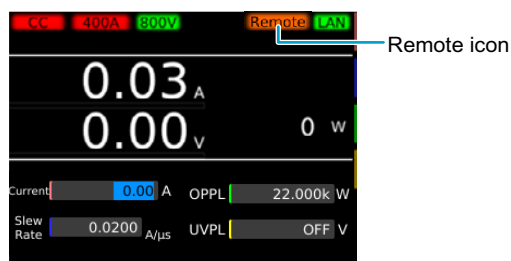 CC 400A 800V Remote LAN
Remote icon
0.03 A
0.00 V 0 W
Current 0.00 A OPPL 22.000k W
Slew
Rate 0.0200 A/µs UVPL OFF V